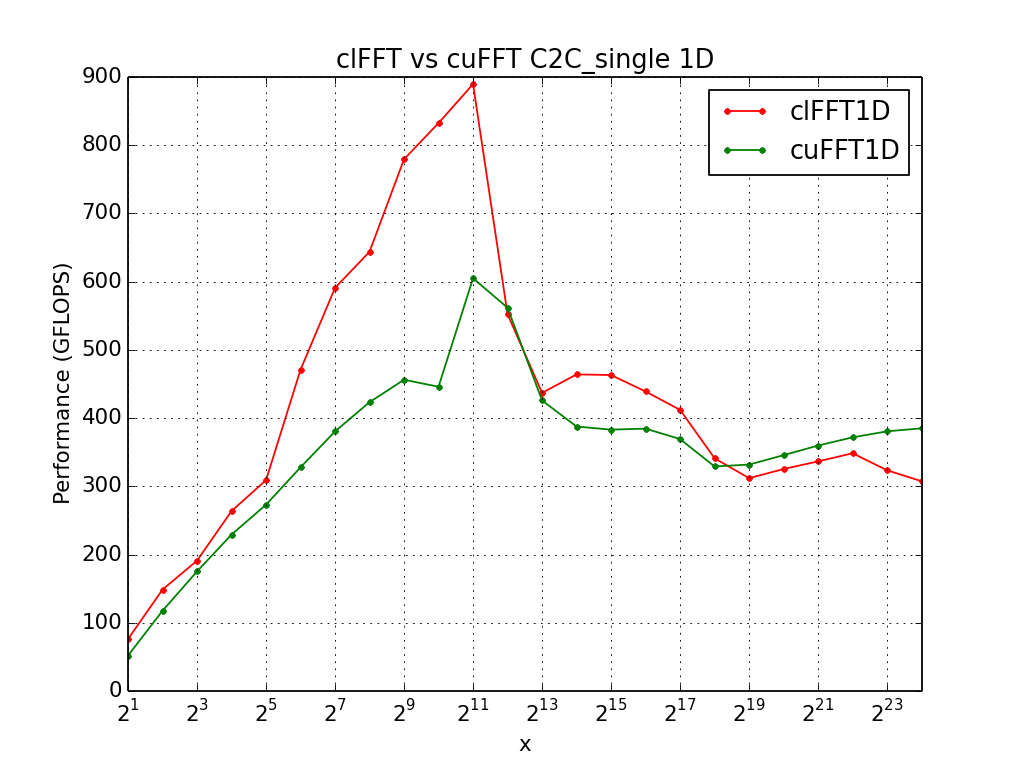 clFFT vs cuFFT C2C_single 1D
clFFT1D
cuFFT1D
Performance (GFLOPS)
900
800
700
600
500
400
300
200
100
0
2^1 2^3 2^5 2^7 2^9 2^11 2^13 2^15 2^17 2^19 2^21 2^23
x